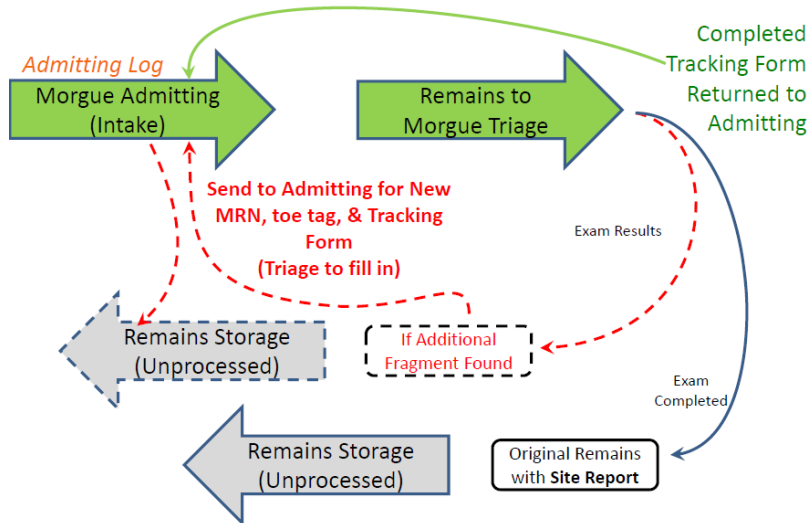 Admitting Log
Morgue Admitting
(Intake)
Remains to
Morgue Triage
Completed
Tracking Form
Returned to
Admitting
Send to Admitting for New
MRN, toe tag, & Tracking
Form
(Triage to fill in)
Exam Results
Remains Storage
(Unprocessed)
If Additional
Fragment Found
Exam
Completed
Remains Storage
(Unprocessed)
Original Remains
with Site Report